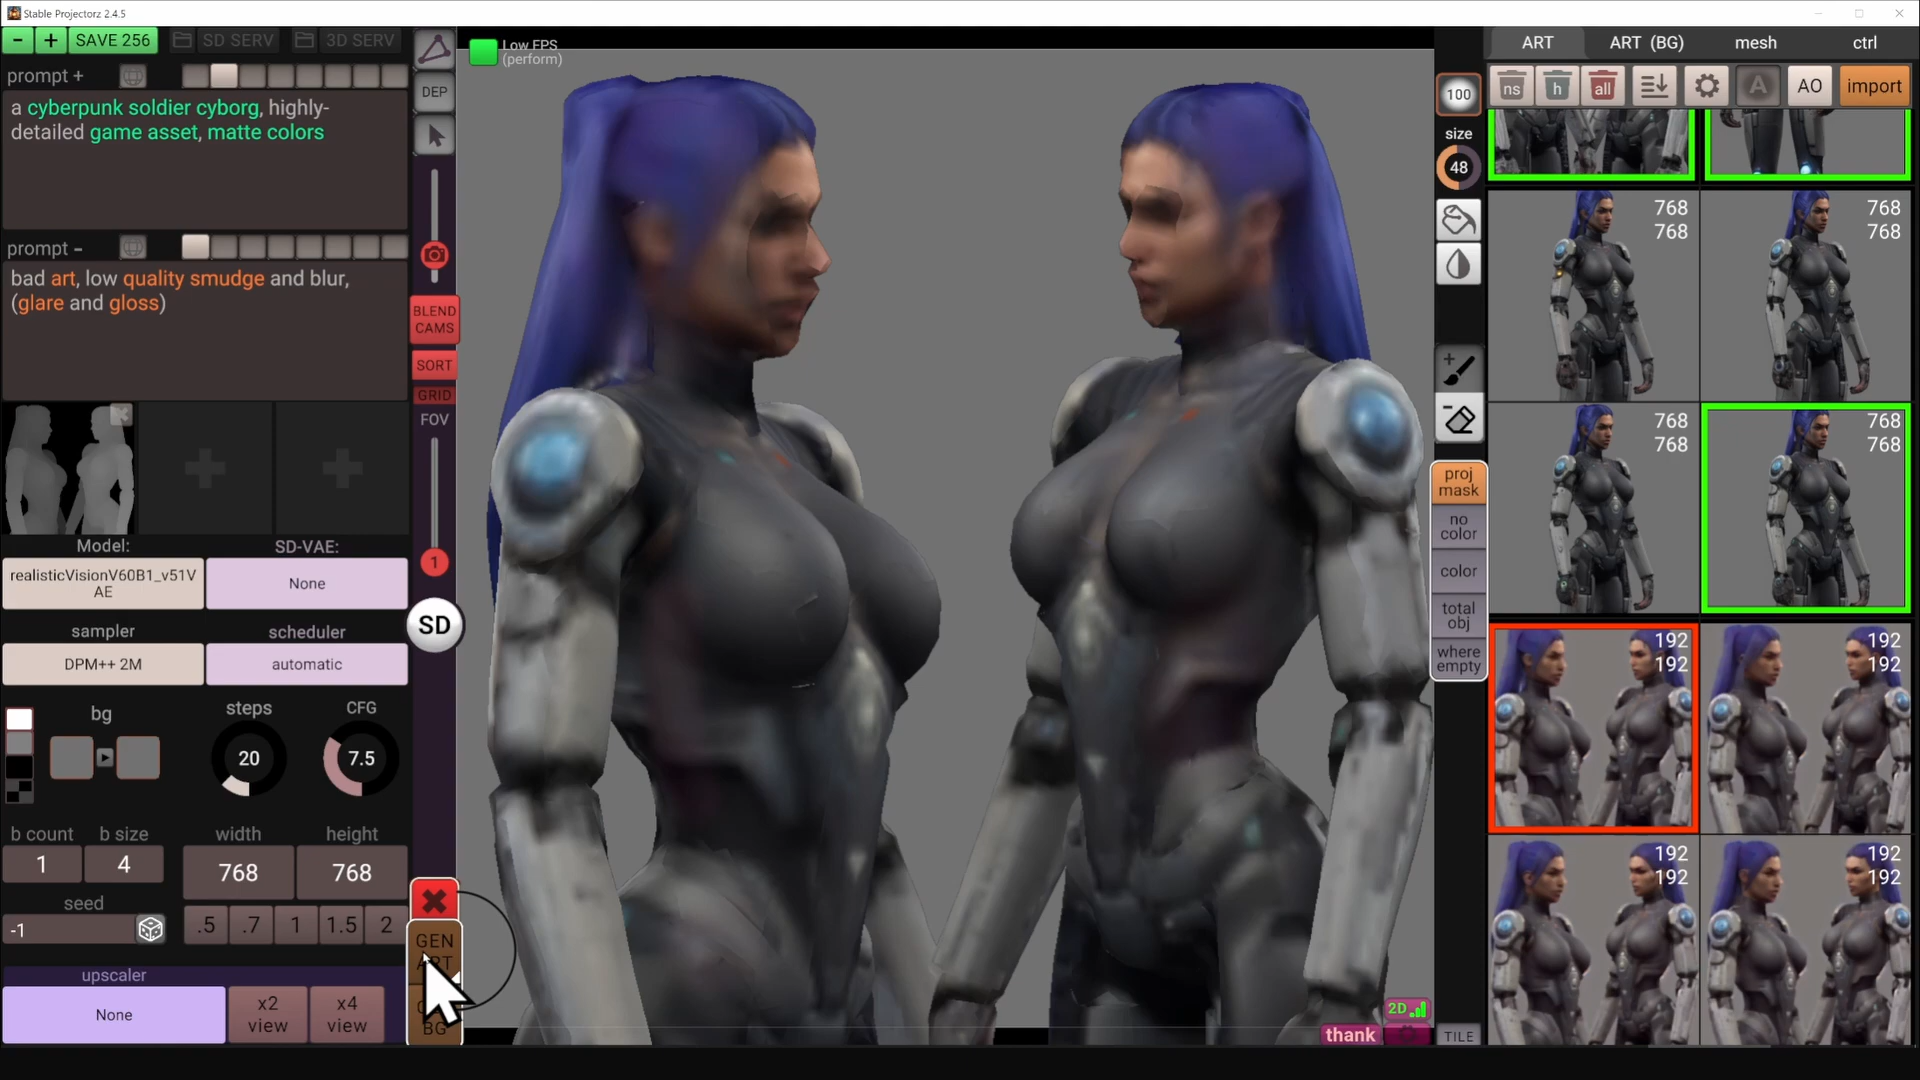 Stable Projectorz 2.4.5
- + SAVE 256 SD SERV 3D SERV
prompt +
a cyberpunk soldier cyborg, highly-
detailed game asset, matte colors
prompt -
bad art, low quality smudge and blur,
(glare and gloss)
Model: SD-VAE:
realisticVisionV60B1_v51V
AE
None
sampler scheduler
DPM++ 2M automatic
bg steps CFG
20 7.5
b count b size width height
1 4 768 768
seed
-1 .5 .7 1 1.5 2
upscaler
None
x2
view
x4
view
DEP
BLEND
CAMS
SORT
GRID
FOV
1
SD
GEN
BG
Low FPS
(perform)
2D
thank
100
size
48
proj
mask
no
color
color
total
obj
where
empty
TILE
ART ART (BG) mesh ctrl
ns h all A AO import
768
768
768
768
768
768
768
768
192
192
192
192
192
192
192
192